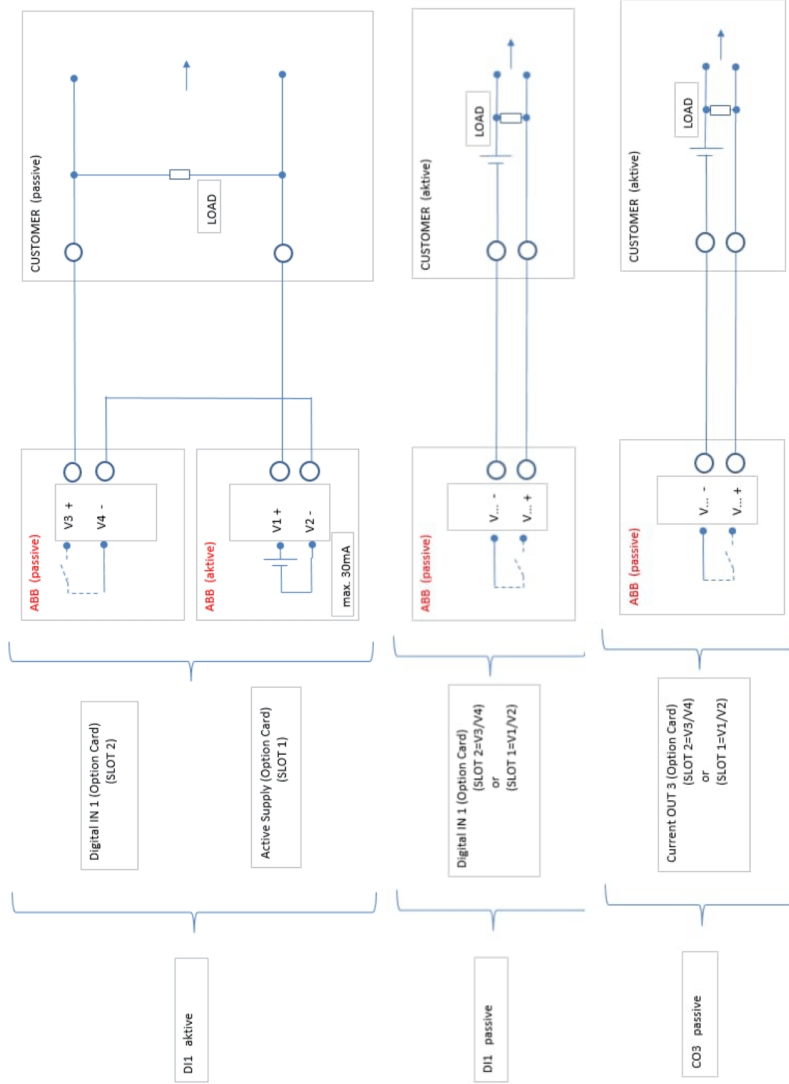 DI1 aktive
Digital IN 1 (Option Card)
(SLOT 2)
Active Supply (Option Card)
(SLOT 1)
ABB (passive)
V3 +
V4 -
ABB (aktive)
V1 +
V2 -
max. 30mA
CUSTOMER (passive)
LOAD
DI1 passive
Digital IN 1 (Option Card)
(SLOT 2=V3/V4)
or
(SLOT 1=V1/V2)
ABB (passive)
V... -
V... +
CUSTOMER (aktive)
LOAD
CO3 passive
Current OUT 3 (Option Card)
(SLOT 2=V3/V4)
or
(SLOT 1=V1/V2)
ABB (passive)
V... -
V... +
CUSTOMER (aktive)
LOAD